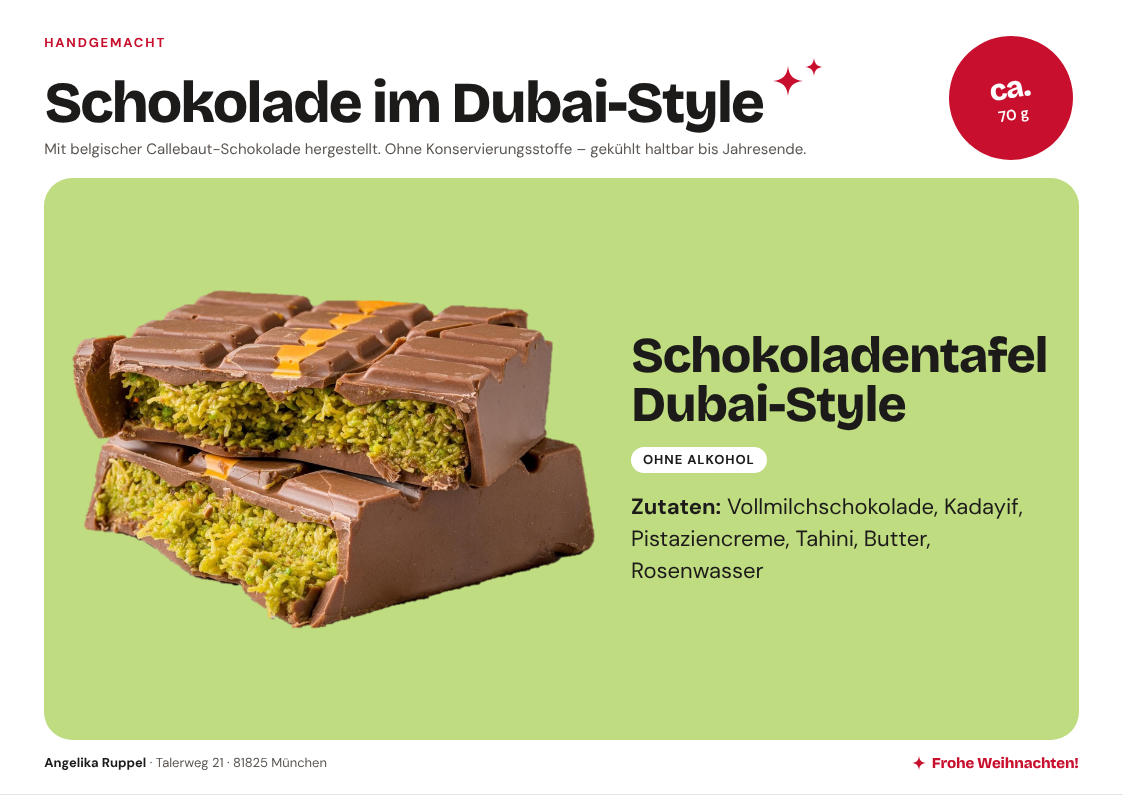 HANDGEMACHT
Schokolade im Dubai-Style
Mit belgischer Callebaut-Schokolade hergestellt. Ohne Konservierungsstoffe – gekühlt haltbar bis Jahresende.
ca.
70 g
Schokoladentafel
Dubai-Style
OHNE ALKOHOL
Zutaten: Vollmilchschokolade, Kadayif,
Pistaziencreme, Tahini, Butter,
Rosenwasser
Angelika Ruppel · Talerweg 21 · 81825 München
Frohe Weihnachten!